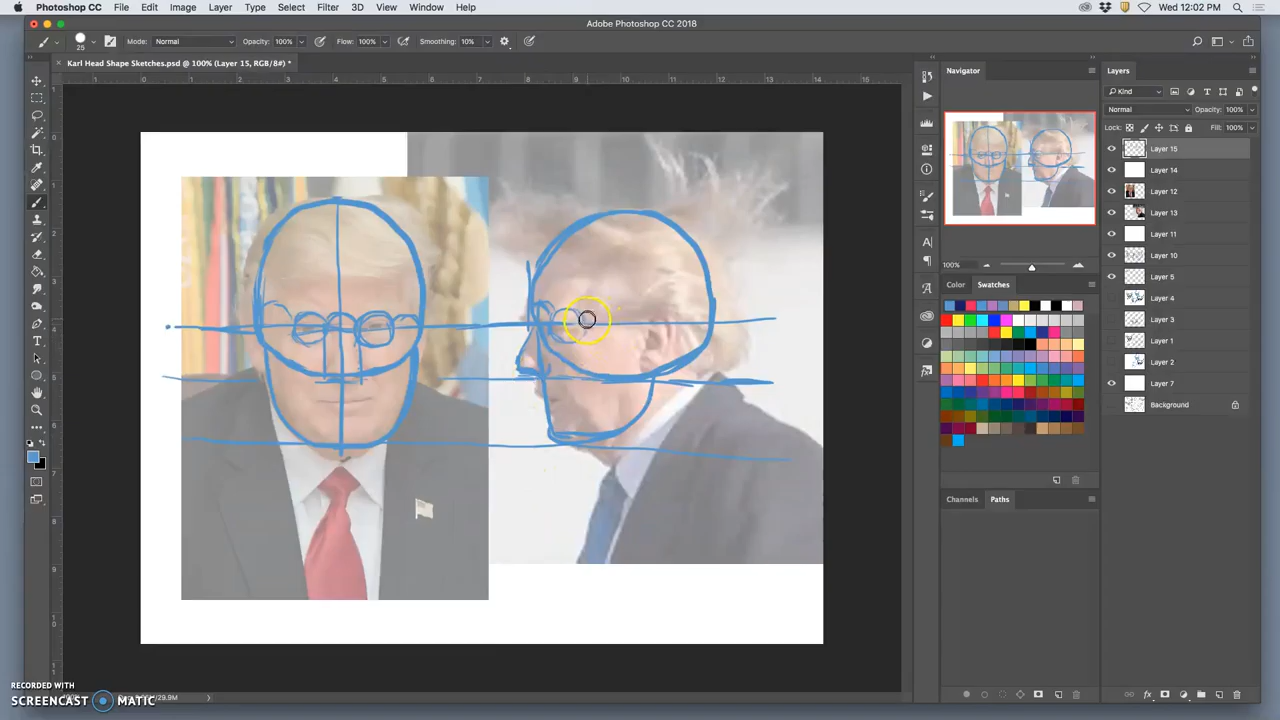 Photoshop CC File Edit Image Layer Type Select Filter 3D View Window Help Wed 12:02 PM
Adobe Photoshop CC 2018
25 Mode: Normal Opacity: 100% Flow: 100% Smoothing: 10%
Karl Head Shape Sketches.psd @ 100% (Layer 15, RGB/8#) *
Navigator
100%
Color Swatches
Channels Paths
Layers
Kind
Normal Opacity: 100%
Lock: Fill: 100%
Layer 15
Layer 14
Layer 12
Layer 13
Layer 11
Layer 10
Layer 5
Layer 4
Layer 3
Layer 1
Layer 2
Layer 7
Background
RECORDED WITH
SCREENCAST MATIC